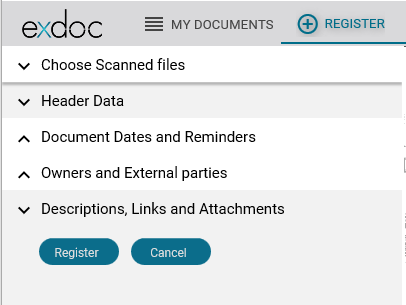 exdoc
MY DOCUMENTS
REGISTER
Choose Scanned files
Header Data
Document Dates and Reminders
Owners and External parties
Descriptions, Links and Attachments
Register
Cancel